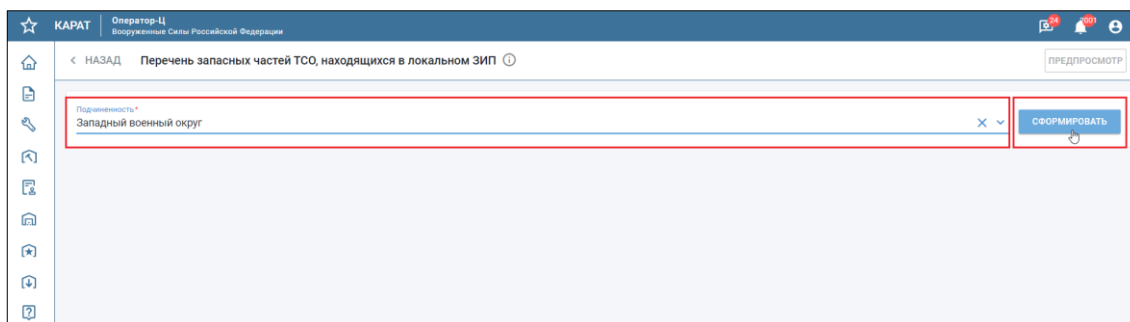 КАРАТ
Оператор-Ц
Вооруженные Силы Российской Федерации
24
2001
НАЗАД
Перечень запасных частей ТСО, находящихся в локальном ЗИП
ПРЕДПРОСМОТР
Подчиненность*
Западный военный округ
СФОРМИРОВАТЬ